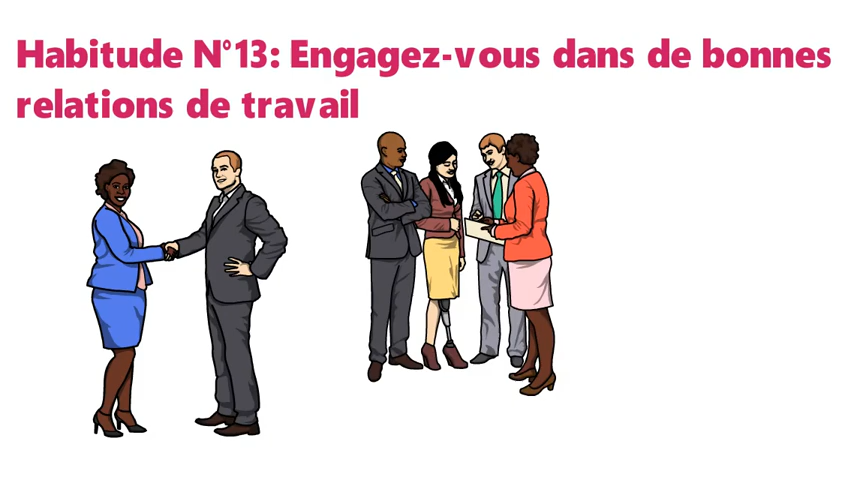 Habitude N°13: Engagez-vous dans de bonnes
relations de travail